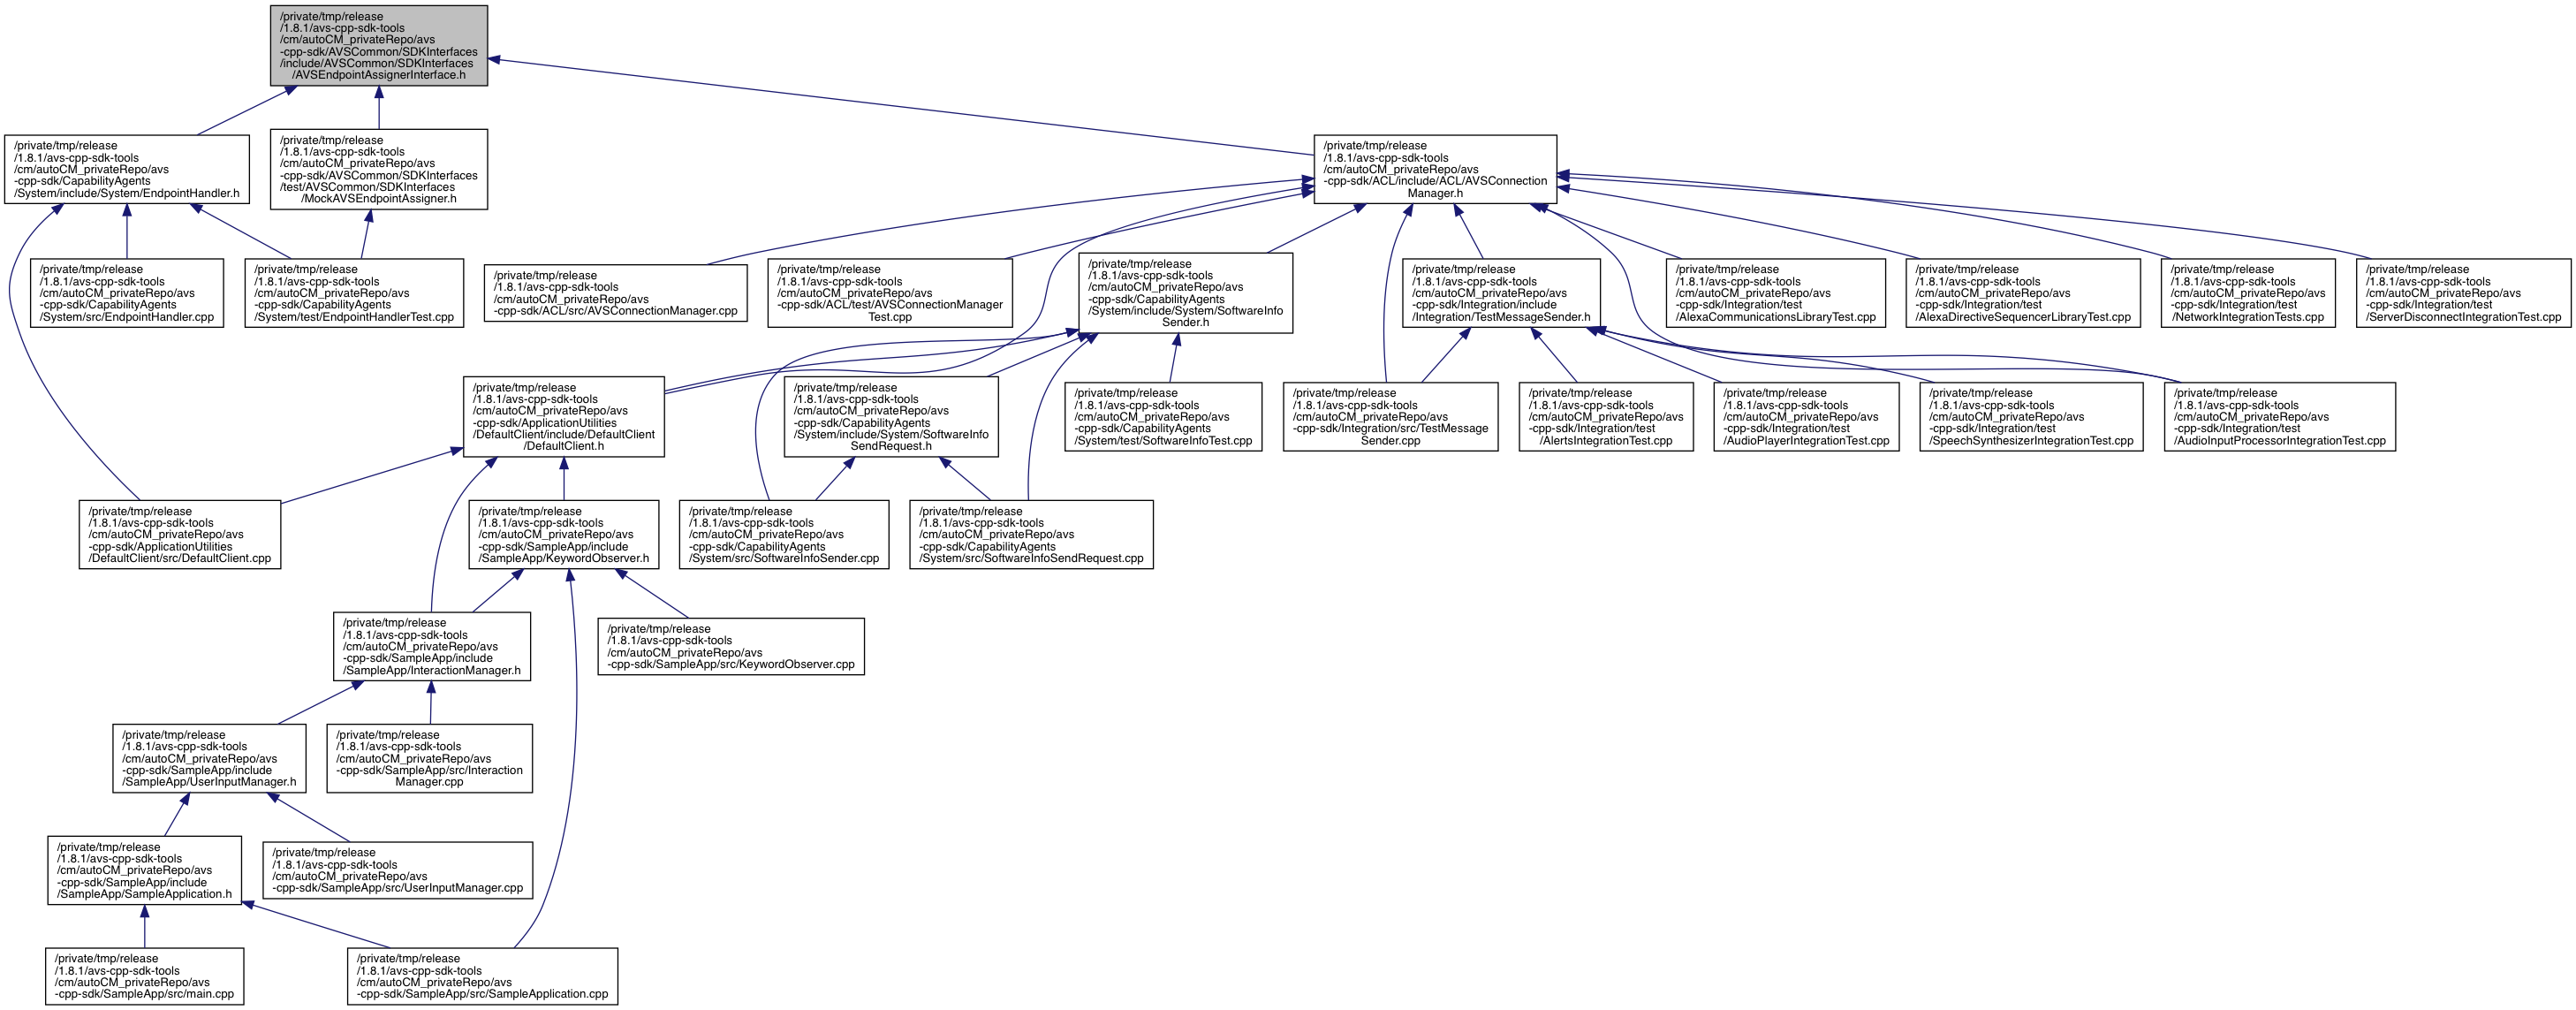 /private/tmp/release
/1.8.1/avs-cpp-sdk-tools
/cm/autoCM_privateRepo/avs
-cpp-sdk/AVSCommon/SDKInterfaces
/include/AVSCommon/SDKInterfaces
/AVSEndpointAssignerInterface.h
/private/tmp/release
/1.8.1/avs-cpp-sdk-tools
/cm/autoCM_privateRepo/avs
-cpp-sdk/CapabilityAgents
/System/include/System/EndpointHandler.h
/private/tmp/release
/1.8.1/avs-cpp-sdk-tools
/cm/autoCM_privateRepo/avs
-cpp-sdk/AVSCommon/SDKInterfaces
/test/AVSCommon/SDKInterfaces
/MockAVSEndpointAssigner.h
/private/tmp/release
/1.8.1/avs-cpp-sdk-tools
/cm/autoCM_privateRepo/avs
-cpp-sdk/ACL/include/ACL/AVSConnection
Manager.h
/private/tmp/release
/1.8.1/avs-cpp-sdk-tools
/cm/autoCM_privateRepo/avs
-cpp-sdk/CapabilityAgents
/System/src/EndpointHandler.cpp
/private/tmp/release
/1.8.1/avs-cpp-sdk-tools
/cm/autoCM_privateRepo/avs
-cpp-sdk/CapabilityAgents
/System/test/EndpointHandlerTest.cpp
/private/tmp/release
/1.8.1/avs-cpp-sdk-tools
/cm/autoCM_privateRepo/avs
-cpp-sdk/ACL/src/AVSConnectionManager.cpp
/private/tmp/release
/1.8.1/avs-cpp-sdk-tools
/cm/autoCM_privateRepo/avs
-cpp-sdk/ACL/test/AVSConnectionManager
Test.cpp
/private/tmp/release
/1.8.1/avs-cpp-sdk-tools
/cm/autoCM_privateRepo/avs
-cpp-sdk/CapabilityAgents
/System/include/System/SoftwareInfo
Sender.h
/private/tmp/release
/1.8.1/avs-cpp-sdk-tools
/cm/autoCM_privateRepo/avs
-cpp-sdk/Integration/include
/Integration/TestMessageSender.h
/private/tmp/release
/1.8.1/avs-cpp-sdk-tools
/cm/autoCM_privateRepo/avs
-cpp-sdk/Integration/test
/AlexaCommunicationsLibraryTest.cpp
/private/tmp/release
/1.8.1/avs-cpp-sdk-tools
/cm/autoCM_privateRepo/avs
-cpp-sdk/Integration/test
/AlexaDirectiveSequencerLibraryTest.cpp
/private/tmp/release
/1.8.1/avs-cpp-sdk-tools
/cm/autoCM_privateRepo/avs
-cpp-sdk/Integration/test
/NetworkIntegrationTests.cpp
/private/tmp/release
/1.8.1/avs-cpp-sdk-tools
/cm/autoCM_privateRepo/avs
-cpp-sdk/Integration/test
/ServerDisconnectIntegrationTest.cpp
/private/tmp/release
/1.8.1/avs-cpp-sdk-tools
/cm/autoCM_privateRepo/avs
-cpp-sdk/ApplicationUtilities
/DefaultClient/include/DefaultClient
/DefaultClient.h
/private/tmp/release
/1.8.1/avs-cpp-sdk-tools
/cm/autoCM_privateRepo/avs
-cpp-sdk/CapabilityAgents
/System/include/System/SoftwareInfo
SendRequest.h
/private/tmp/release
/1.8.1/avs-cpp-sdk-tools
/cm/autoCM_privateRepo/avs
-cpp-sdk/CapabilityAgents
/System/test/SoftwareInfoTest.cpp
/private/tmp/release
/1.8.1/avs-cpp-sdk-tools
/cm/autoCM_privateRepo/avs
-cpp-sdk/Integration/src/TestMessage
Sender.cpp
/private/tmp/release
/1.8.1/avs-cpp-sdk-tools
/cm/autoCM_privateRepo/avs
-cpp-sdk/Integration/test
/AlertsIntegrationTest.cpp
/private/tmp/release
/1.8.1/avs-cpp-sdk-tools
/cm/autoCM_privateRepo/avs
-cpp-sdk/Integration/test
/AudioPlayerIntegrationTest.cpp
/private/tmp/release
/1.8.1/avs-cpp-sdk-tools
/cm/autoCM_privateRepo/avs
-cpp-sdk/Integration/test
/SpeechSynthesizerIntegrationTest.cpp
/private/tmp/release
/1.8.1/avs-cpp-sdk-tools
/cm/autoCM_privateRepo/avs
-cpp-sdk/Integration/test
/AudioInputProcessorIntegrationTest.cpp
/private/tmp/release
/1.8.1/avs-cpp-sdk-tools
/cm/autoCM_privateRepo/avs
-cpp-sdk/ApplicationUtilities
/DefaultClient/src/DefaultClient.cpp
/private/tmp/release
/1.8.1/avs-cpp-sdk-tools
/cm/autoCM_privateRepo/avs
-cpp-sdk/SampleApp/include
/SampleApp/KeywordObserver.h
/private/tmp/release
/1.8.1/avs-cpp-sdk-tools
/cm/autoCM_privateRepo/avs
-cpp-sdk/CapabilityAgents
/System/src/SoftwareInfoSender.cpp
/private/tmp/release
/1.8.1/avs-cpp-sdk-tools
/cm/autoCM_privateRepo/avs
-cpp-sdk/CapabilityAgents
/System/src/SoftwareInfoSendRequest.cpp
/private/tmp/release
/1.8.1/avs-cpp-sdk-tools
/cm/autoCM_privateRepo/avs
-cpp-sdk/SampleApp/include
/SampleApp/InteractionManager.h
/private/tmp/release
/1.8.1/avs-cpp-sdk-tools
/cm/autoCM_privateRepo/avs
-cpp-sdk/SampleApp/src/KeywordObserver.cpp
/private/tmp/release
/1.8.1/avs-cpp-sdk-tools
/cm/autoCM_privateRepo/avs
-cpp-sdk/SampleApp/include
/SampleApp/UserInputManager.h
/private/tmp/release
/1.8.1/avs-cpp-sdk-tools
/cm/autoCM_privateRepo/avs
-cpp-sdk/SampleApp/src/Interaction
Manager.cpp
/private/tmp/release
/1.8.1/avs-cpp-sdk-tools
/cm/autoCM_privateRepo/avs
-cpp-sdk/SampleApp/include
/SampleApp/SampleApplication.h
/private/tmp/release
/1.8.1/avs-cpp-sdk-tools
/cm/autoCM_privateRepo/avs
-cpp-sdk/SampleApp/src/UserInputManager.cpp
/private/tmp/release
/1.8.1/avs-cpp-sdk-tools
/cm/autoCM_privateRepo/avs
-cpp-sdk/SampleApp/src/main.cpp
/private/tmp/release
/1.8.1/avs-cpp-sdk-tools
/cm/autoCM_privateRepo/avs
-cpp-sdk/SampleApp/src/SampleApplication.cpp